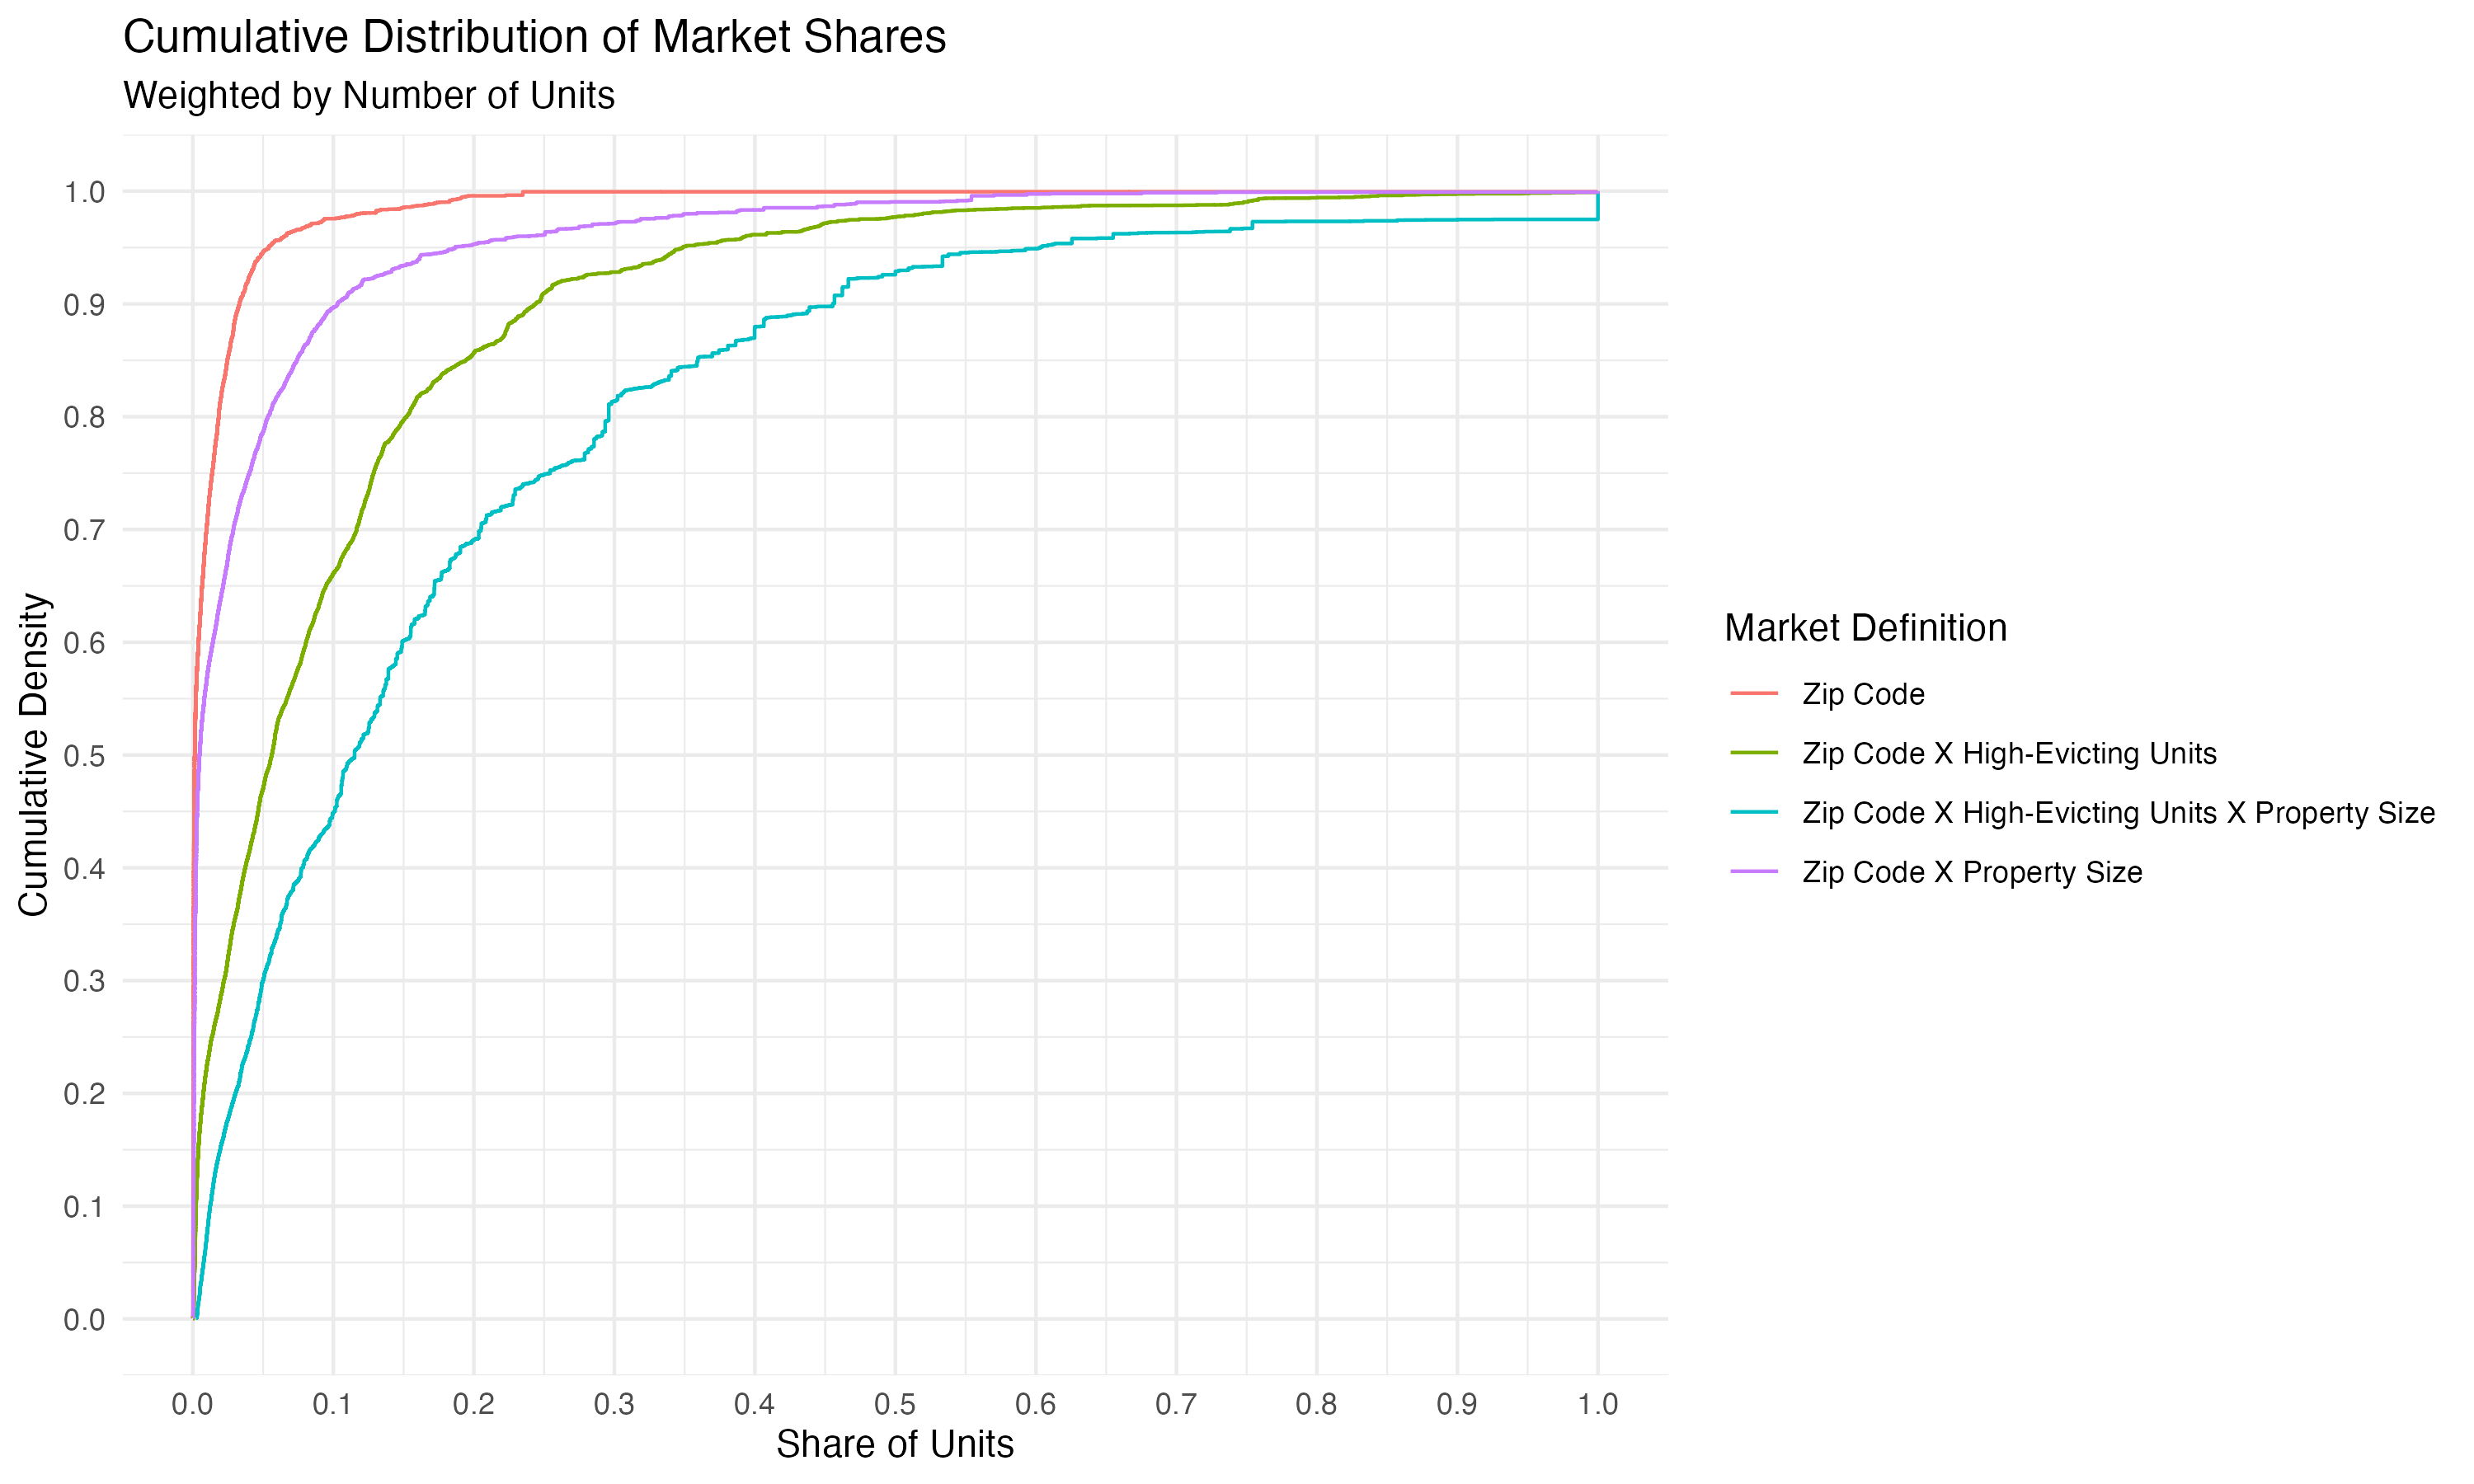 Cumulative Distribution of Market Shares
Weighted by Number of Units
Cumulative Density
1.0
0.9
0.8
0.7
0.6
0.5
0.4
0.3
0.2
0.1
0.0
0.0 0.1 0.2 0.3 0.4 0.5 0.6 0.7 0.8 0.9 1.0
Share of Units
Market Definition
Zip Code
Zip Code X High-Evicting Units
Zip Code X High-Evicting Units X Property Size
Zip Code X Property Size